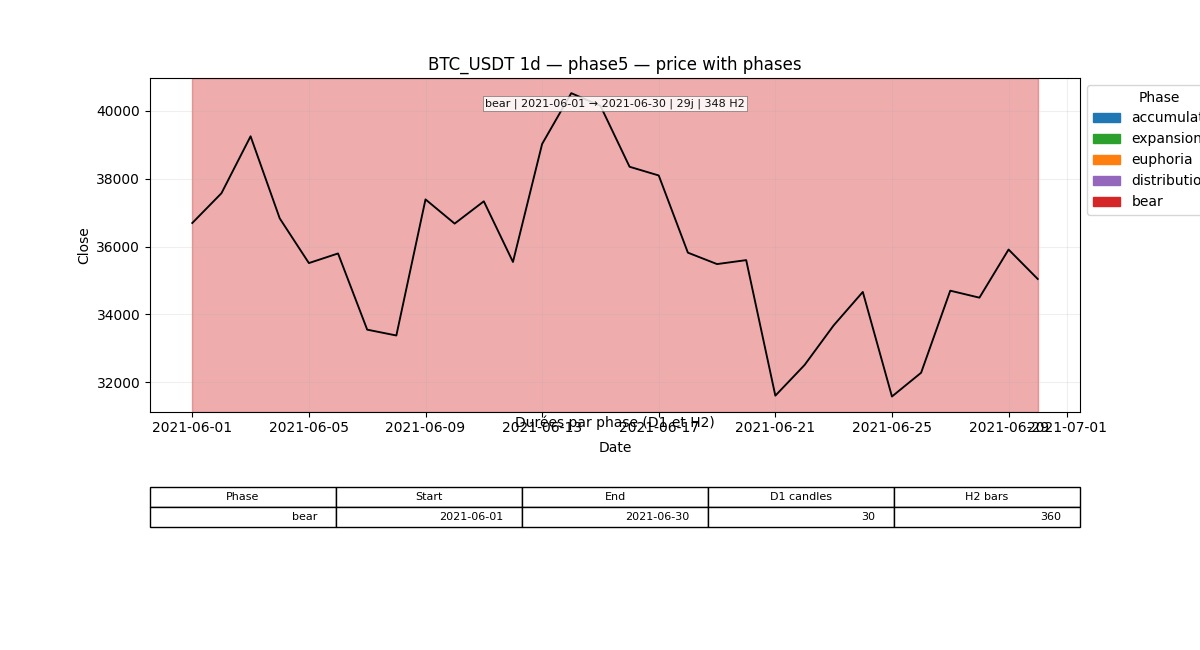 BTC_USDT 1d — phase5 — price with phases
bear | 2021-06-01 → 2021-06-30 | 29j | 348 H2
Close
40000
38000
36000
34000
32000
Phase
accumulat
expansion
euphoria
distributio
bear
2021-06-01 2021-06-05 2021-06-09 2021-06-13 2021-06-17 2021-06-21 2021-06-25 2021-06-29 2021-07-01
Durées par phase (D1 et H2)
Date
Phase Start End D1 candles H2 bars
bear 2021-06-01 2021-06-30 30 360